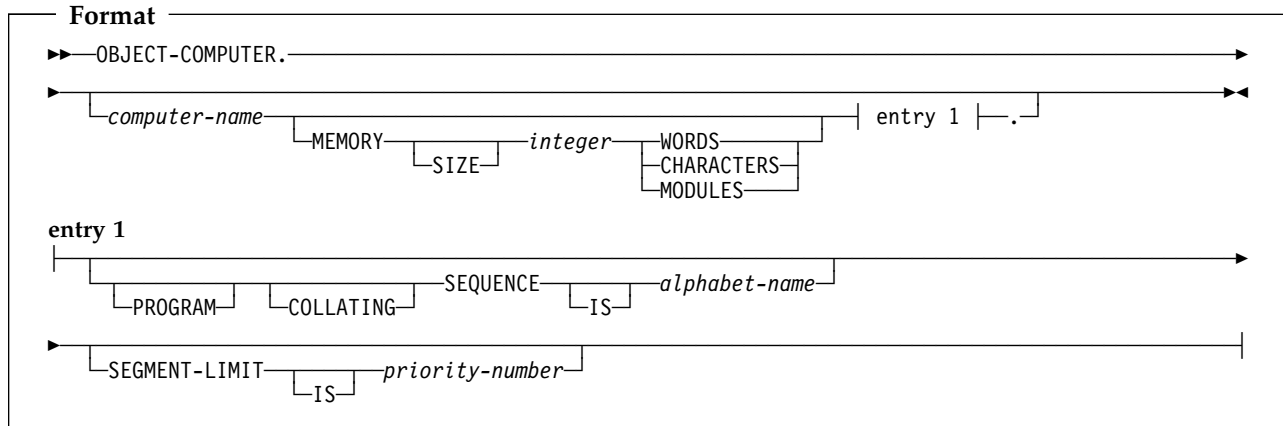 Format
OBJECT-COMPUTER.
computer-name entry 1 .
MEMORY integer WORDS
SIZE CHARACTERS
MODULES
entry 1
SEQUENCE alphabet-name
PROGRAM COLLATING IS
SEGMENT-LIMIT priority-number
IS